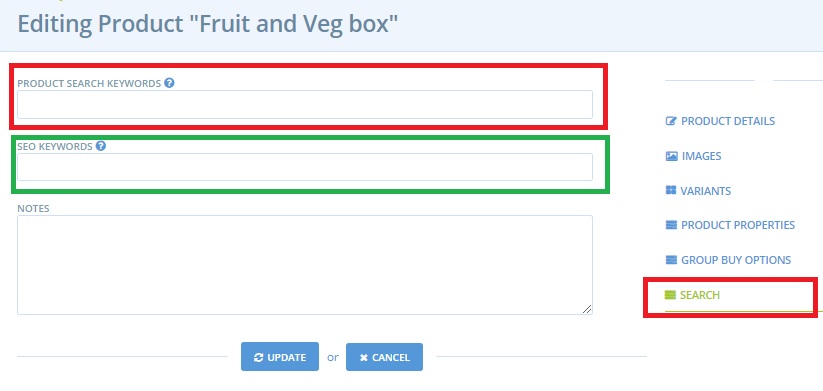 Editing Product "Fruit and Veg box"
PRODUCT SEARCH KEYWORDS
SEO KEYWORDS
NOTES
UPDATE or CANCEL
PRODUCT DETAILS
IMAGES
VARIANTS
PRODUCT PROPERTIES
GROUP BUY OPTIONS
SEARCH